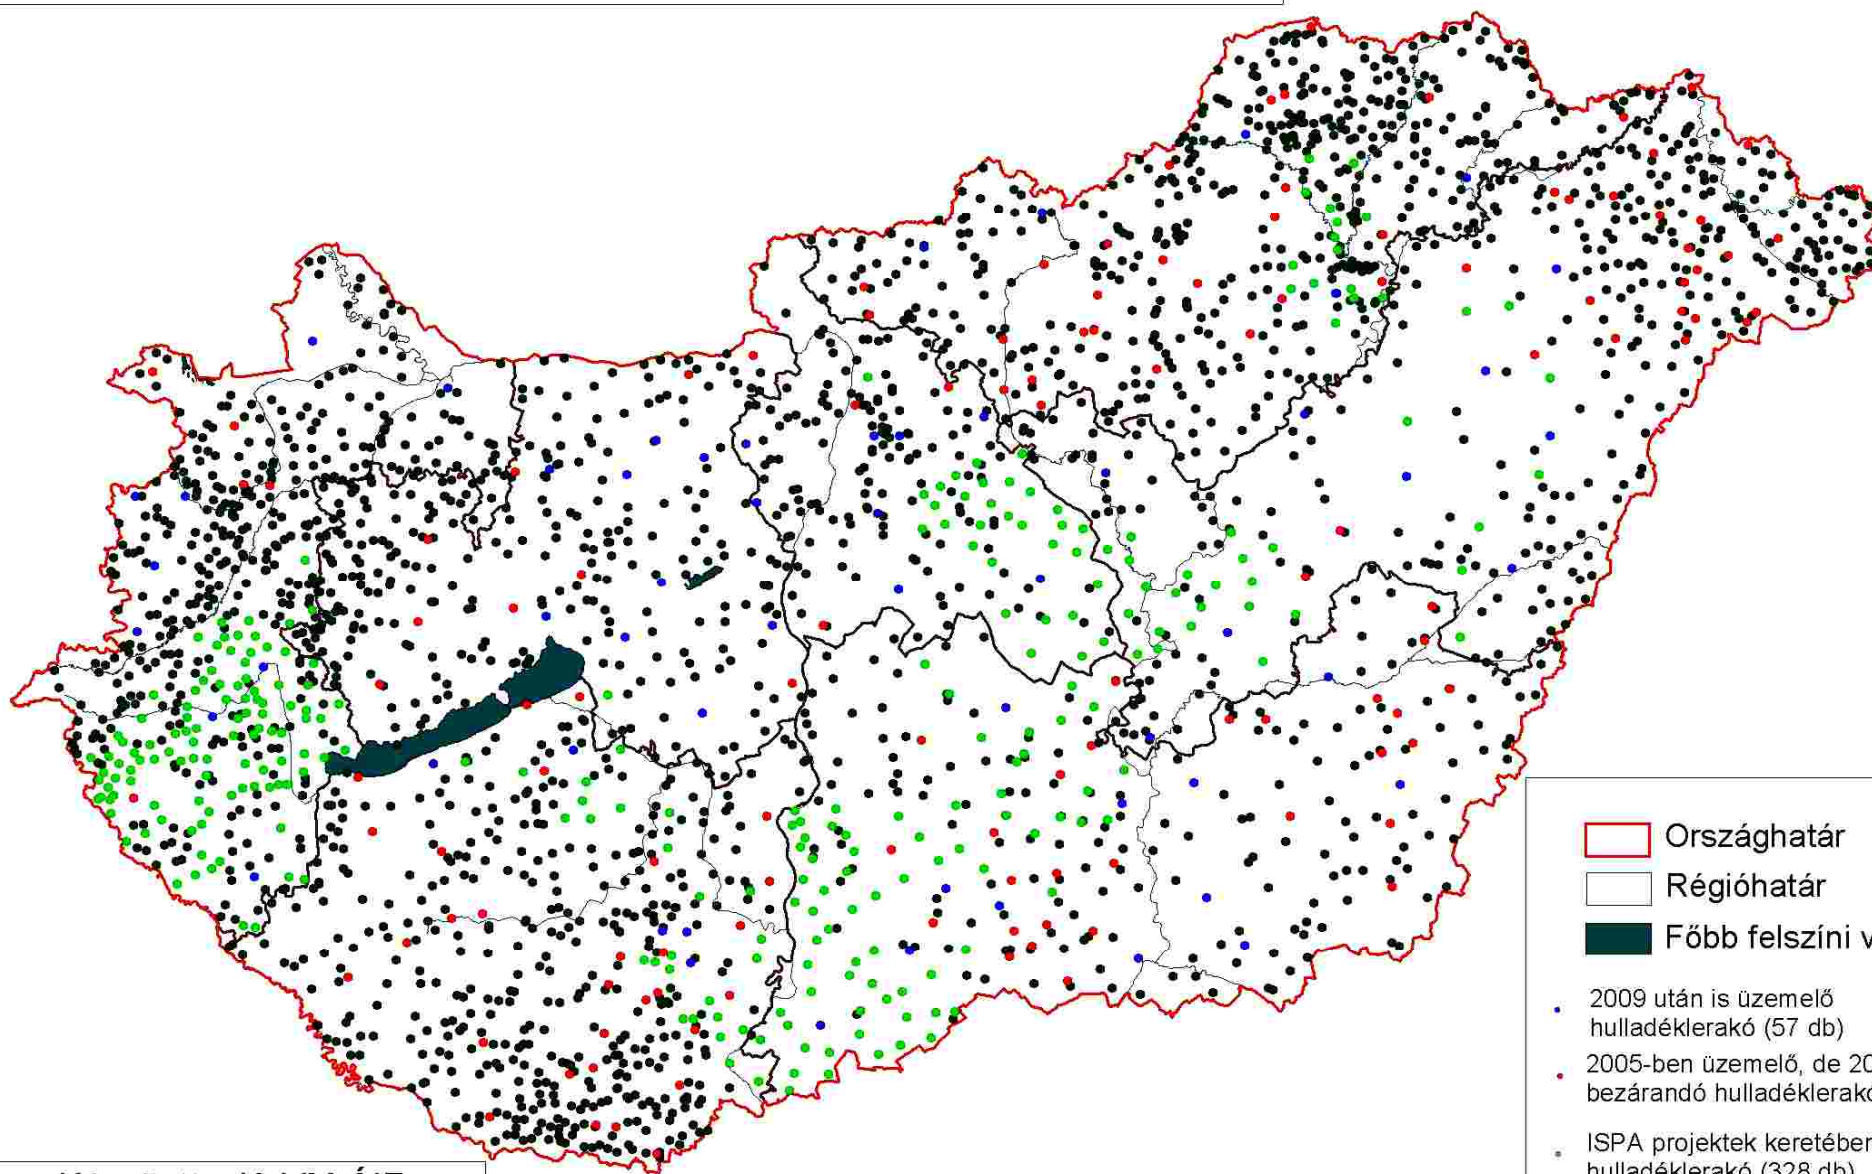 Országhatár
Régióhatár
Főbb felszíni
2009 után is üzemelő
hulladéklerakó (57 db)
2005-ben üzemelő, de
bezárandó hulladéklerakó
ISPA projektek keretében
hulladéklerakó (328 db)